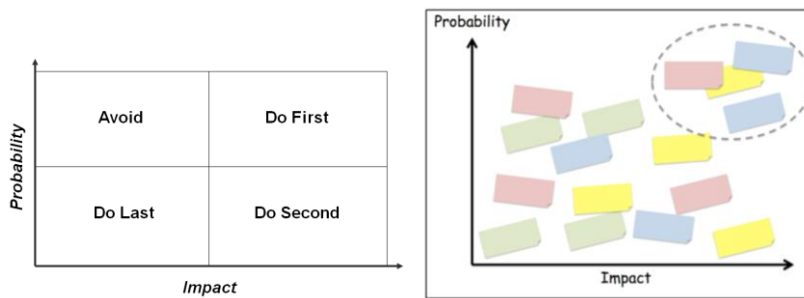 Probability
Avoid
Do First
Do Last
Do Second
Impact
Probability
Impact